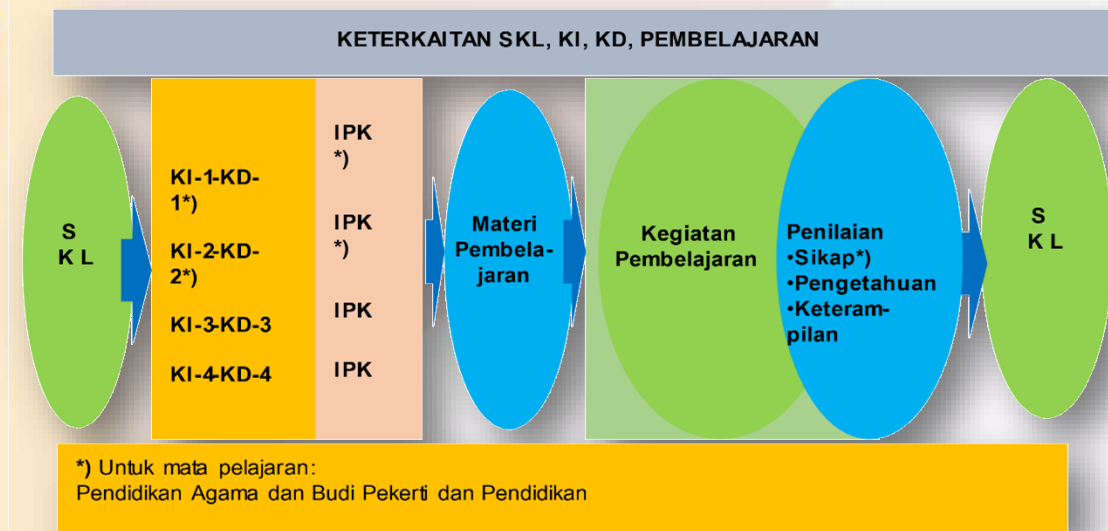 KETERKAITAN SKL, KI, KD, PEMBELAJARAN
S
K L
KI-1-KD-
1*)
KI-2-KD-
2*)
KI-3-KD-3
KI-4-KD-4
IPK
*)
IPK
*)
IPK
IPK
Materi
Pembela-
jaran
Kegiatan
Pembelajaran
Penilaian
•Sikap*)
•Pengetahuan
•Keteram-
pilan
S
K L
*) Untuk mata pelajaran:
Pendidikan Agama dan Budi Pekerti dan Pendidikan